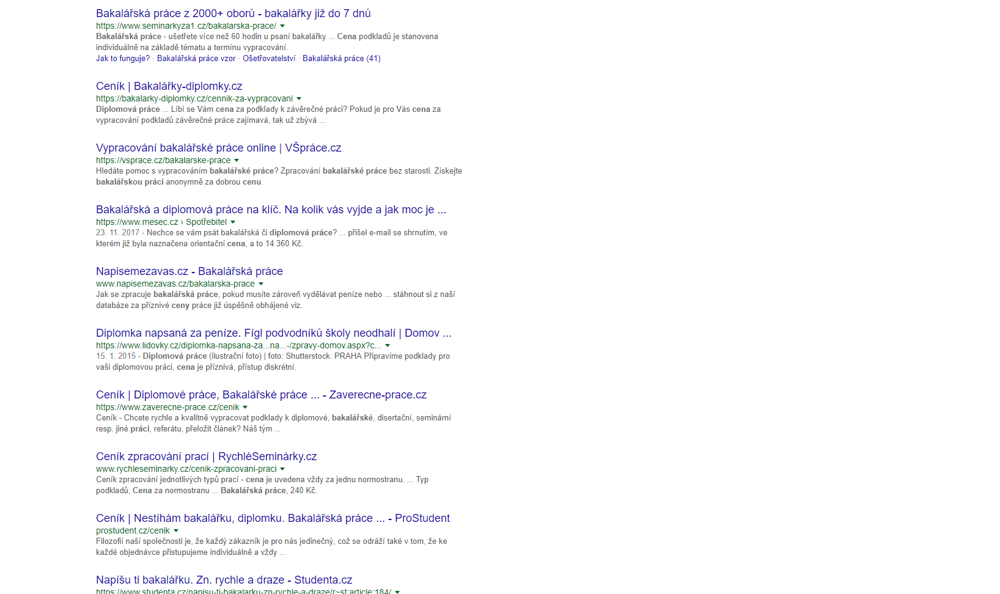 Bakalářská práce z 2000+ oborů - bakalářky již do 7 dnů
https://www.seminarkyza1.cz/bakalarska-prace/
Bakalářská práce - ušetřete více než 60 hodin u psaní bakalářky ... Cena podkladů je stanovena
individuálně na základě tématu a termínu vypracování.
Jak to funguje? · Bakalářská práce vzor · Ošetřovatelství · Bakalářská práce (41)
Ceník | Bakalářky-diplomky.cz
https://bakalarky-diplomky.cz/cennik-za-vypracovani
Diplomová práce ... Líbí se Vám cena za podklady k závěrečné práci? Pokud je pro Vás cena za
vypracování podkladů závěrečné práce zajímavá, tak už zbývá ...
Vypracování bakalářské práce online | VŠpráce.cz
https://vsprace.cz/bakalarske-prace
Hledáte pomoc s vypracováním bakalářské práce? Zpracování bakalářské práce bez starosti. Získejte
bakalářskou práci anonymně za dobrou cenu.
Bakalářská a diplomová práce na klíč. Na kolik vás vyjde a jak moc je ...
https://www.mesec.cz › Spotřebitel
23. 11. 2017 - Nechce se vám psát bakalářská či diplomová práce? ... přišel e-mail se shrnutím, ve
kterém již byla naznačena orientační cena, a to 14 360 Kč.
Napisemezavas.cz - Bakalářská práce
www.napisemezavas.cz/bakalarska-prace
Jak se zpracuje bakalářská práce, pokud musíte zároveň vydělávat peníze nebo ... stáhnout si z naší
databáze za příznivé ceny práce již úspěšně obhájené viz.
Diplomka napsaná za peníze. Fígl podvodníků školy neodhalí | Domov ...
https://www.lidovky.cz/diplomka-napsana-za...na...-/zpravy-domov.aspx?c...
15. 1. 2015 - Diplomová práce (ilustrační foto) | foto: Shutterstock. PRAHA Připravíme podklady pro
vaši diplomovou práci, cena je příznivá, přístup diskrétní.
Ceník | Diplomové práce, Bakalářské práce ... - Zaverecne-prace.cz
https://www.zaverecne-prace.cz/cenik
Ceník - Chcete rychle a kvalitně vypracovat podklady k diplomové, bakalářské, disertační, seminární
resp. jiné práci, referátu, přeložit článek? Náš tým ...
Ceník zpracování prací | RychléSeminárky.cz
www.rychleseminarky.cz/cenik-zpracovani-praci
Ceník zpracování jednotlivých typů prací - cena je uvedena vždy za jednu normostranu. ... Typ
podkladů, Cena za normostranu ... Bakalářská práce, 240 Kč.
Ceník | Nestíhám bakalářku, diplomku. Bakalářská práce ... - ProStudent
prostudent.cz/cenik
Filozofií naší společnosti je, že každý zákazník je pro nás jedinečný, což se odráží také v tom, že ke
každé objednávce přistupujeme individuálně a vždy ...
Napíšu ti bakalářku. Zn. rychle a draze - Studenta.cz
https://www.studenta.cz/napisu-ti-bakalarku-zn-rychle-a-draze/r~st:article:184/